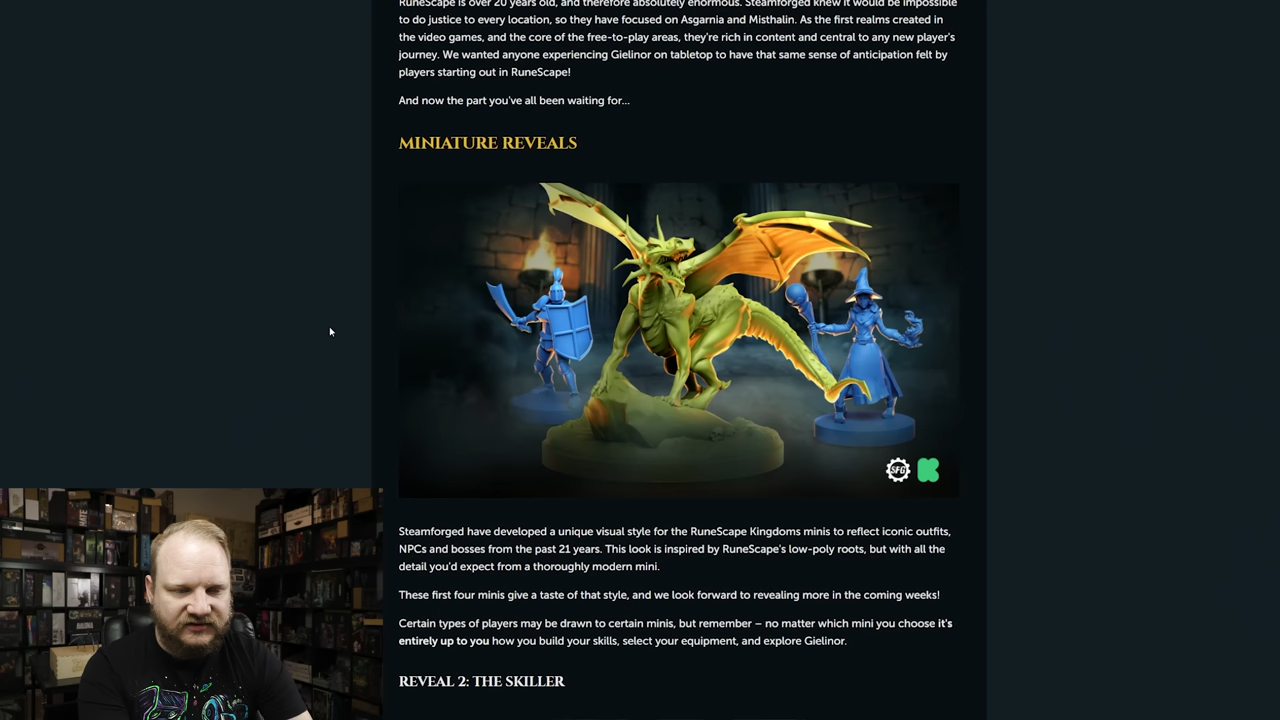 RuneScape is over 20 years old, and therefore absolutely enormous. Steamforged knew it would be impossible
to do justice to every location, so they have focused on Asgarnia and Misthalin. As the first realms created in
the video games, and the core of the free-to-play areas, they're rich in content and central to any new player's
journey. We wanted anyone experiencing Gielinor on tabletop to have that same sense of anticipation felt by
players starting out in RuneScape!
And now the part you've all been waiting for...
MINIATURE REVEALS
SFG
Steamforged have developed a unique visual style for the RuneScape Kingdoms minis to reflect iconic outfits,
NPCs and bosses from the past 21 years. This look is inspired by RuneScape's low-poly roots, but with all the
detail you'd expect from a thoroughly modern mini.
These first four minis give a taste of that style, and we look forward to revealing more in the coming weeks!
Certain types of players may be drawn to certain minis, but remember – no matter which mini you choose it's
entirely up to you how you build your skills, select your equipment, and explore Gielinor.
REVEAL 2: THE SKILLER